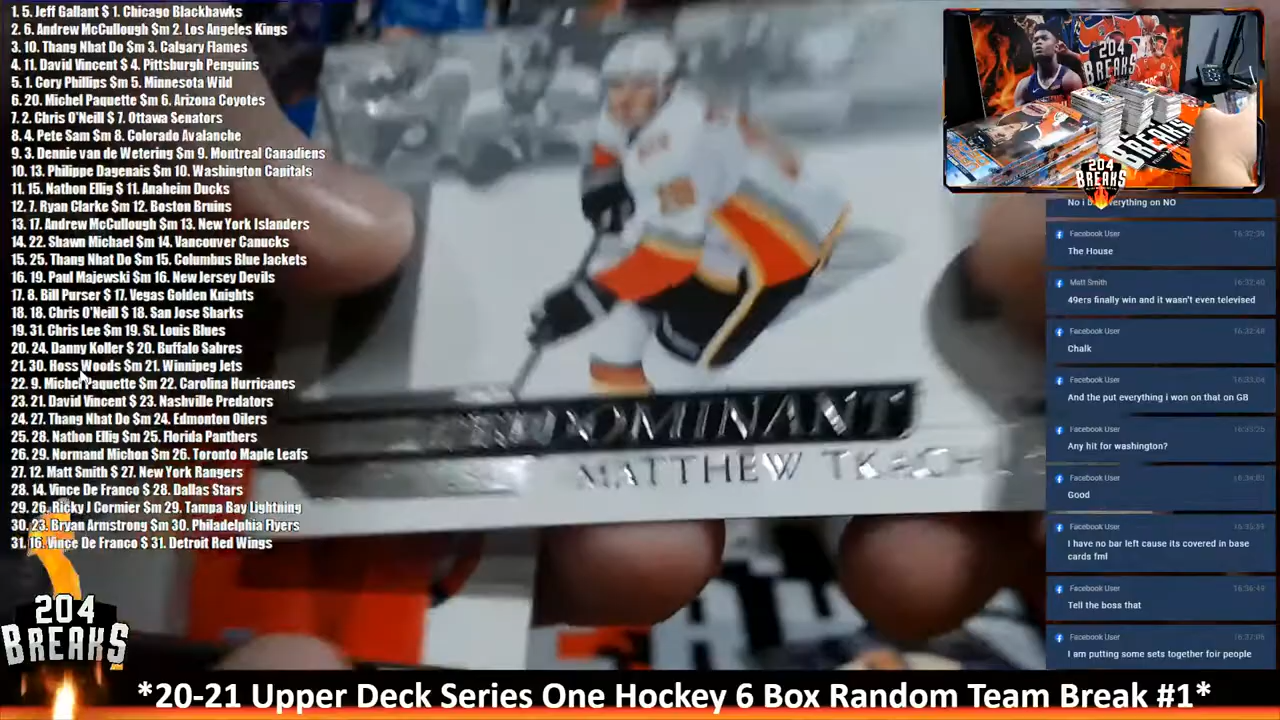 1. 5. Jeff Gallant $ 1. Chicago Blackhawks
2. 6. Andrew McCullough $m 2. Los Angeles Kings
3. 10. Thang Nhat Do $m 3. Calgary Flames
4. 11. David Vincent $ 4. Pittsburgh Penguins
5. 1. Cory Phillips $m 5. Minnesota Wild
6. 20. Michel Paquette $m 6. Arizona Coyotes
7. 2. Chris O'Neill $ 7. Ottawa Senators
8. 4. Pete Sam $m 8. Colorado Avalanche
9. 3. Dennie van de Wetering $m 9. Montreal Canadiens
10. 13. Philippe Dagenais $m 10. Washington Capitals
11. 15. Nathon Ellig $ 11. Anaheim Ducks
12. 7. Ryan Clarke $m 12. Boston Bruins
13. 17. Andrew McCullough $m 13. New York Islanders
14. 22. Shawn Michael $m 14. Vancouver Canucks
15. 25. Thang Nhat Do $m 15. Columbus Blue Jackets
16. 19. Paul Majewski $m 16. New Jersey Devils
17. 8. Bill Purser $ 17. Vegas Golden Knights
18. 18. Chris O'Neill $ 18. San Jose Sharks
19. 31. Chris Lee $m 19. St. Louis Blues
20. 24. Danny Koller $ 20. Buffalo Sabres
21. 30. Hoss Woods $m 21. Winnipeg Jets
22. 9. Michel Paquette $m 22. Carolina Hurricanes
23. 21. David Vincent $ 23. Nashville Predators
24. 27. Thang Nhat Do $m 24. Edmonton Oilers
25. 28. Nathon Ellig $m 25. Florida Panthers
26. 29. Normand Michon $m 26. Toronto Maple Leafs
27. 12. Matt Smith $ 27. New York Rangers
28. 14. Vince De Franco $ 28. Dallas Stars
29. 26. Ricky J Cormier $m 29. Tampa Bay Lightning
30. 23. Bryan Armstrong $m 30. Philadelphia Flyers
31. 16. Vince De Franco $ 31. Detroit Red Wings
204
BREAKS
MATTHEW
204
BREAKS
BREAKS
204
BREAKS
everything on NO
Facebook User 16:32:39
The House
Matt Smith 16:32:40
49ers finally win and it wasn't even televised
Facebook User 16:32:48
Chalk
Facebook User 16:33:04
And the put everything i won on that on GB
Facebook User
Any hit for washington?
Facebook User
Good
Facebook User
I have no bar left cause its covered in base
cards fml
Facebook User
Tell the boss that
Facebook User
I am putting some sets together foir people
*20-21 Upper Deck Series One Hockey 6 Box Random Team Break #1*